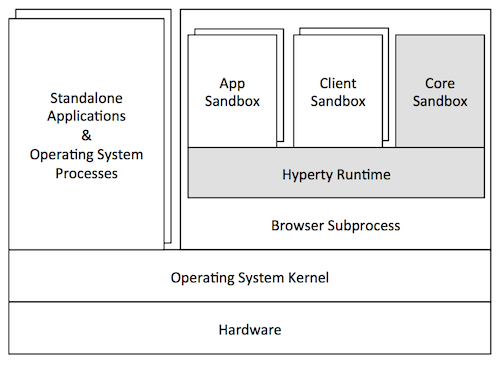 Standalone
Applications
&
Operating System
Processes
App
Sandbox
Client
Sandbox
Core
Sandbox
Hyperty Runtime
Browser Subprocess
Operating System Kernel
Hardware